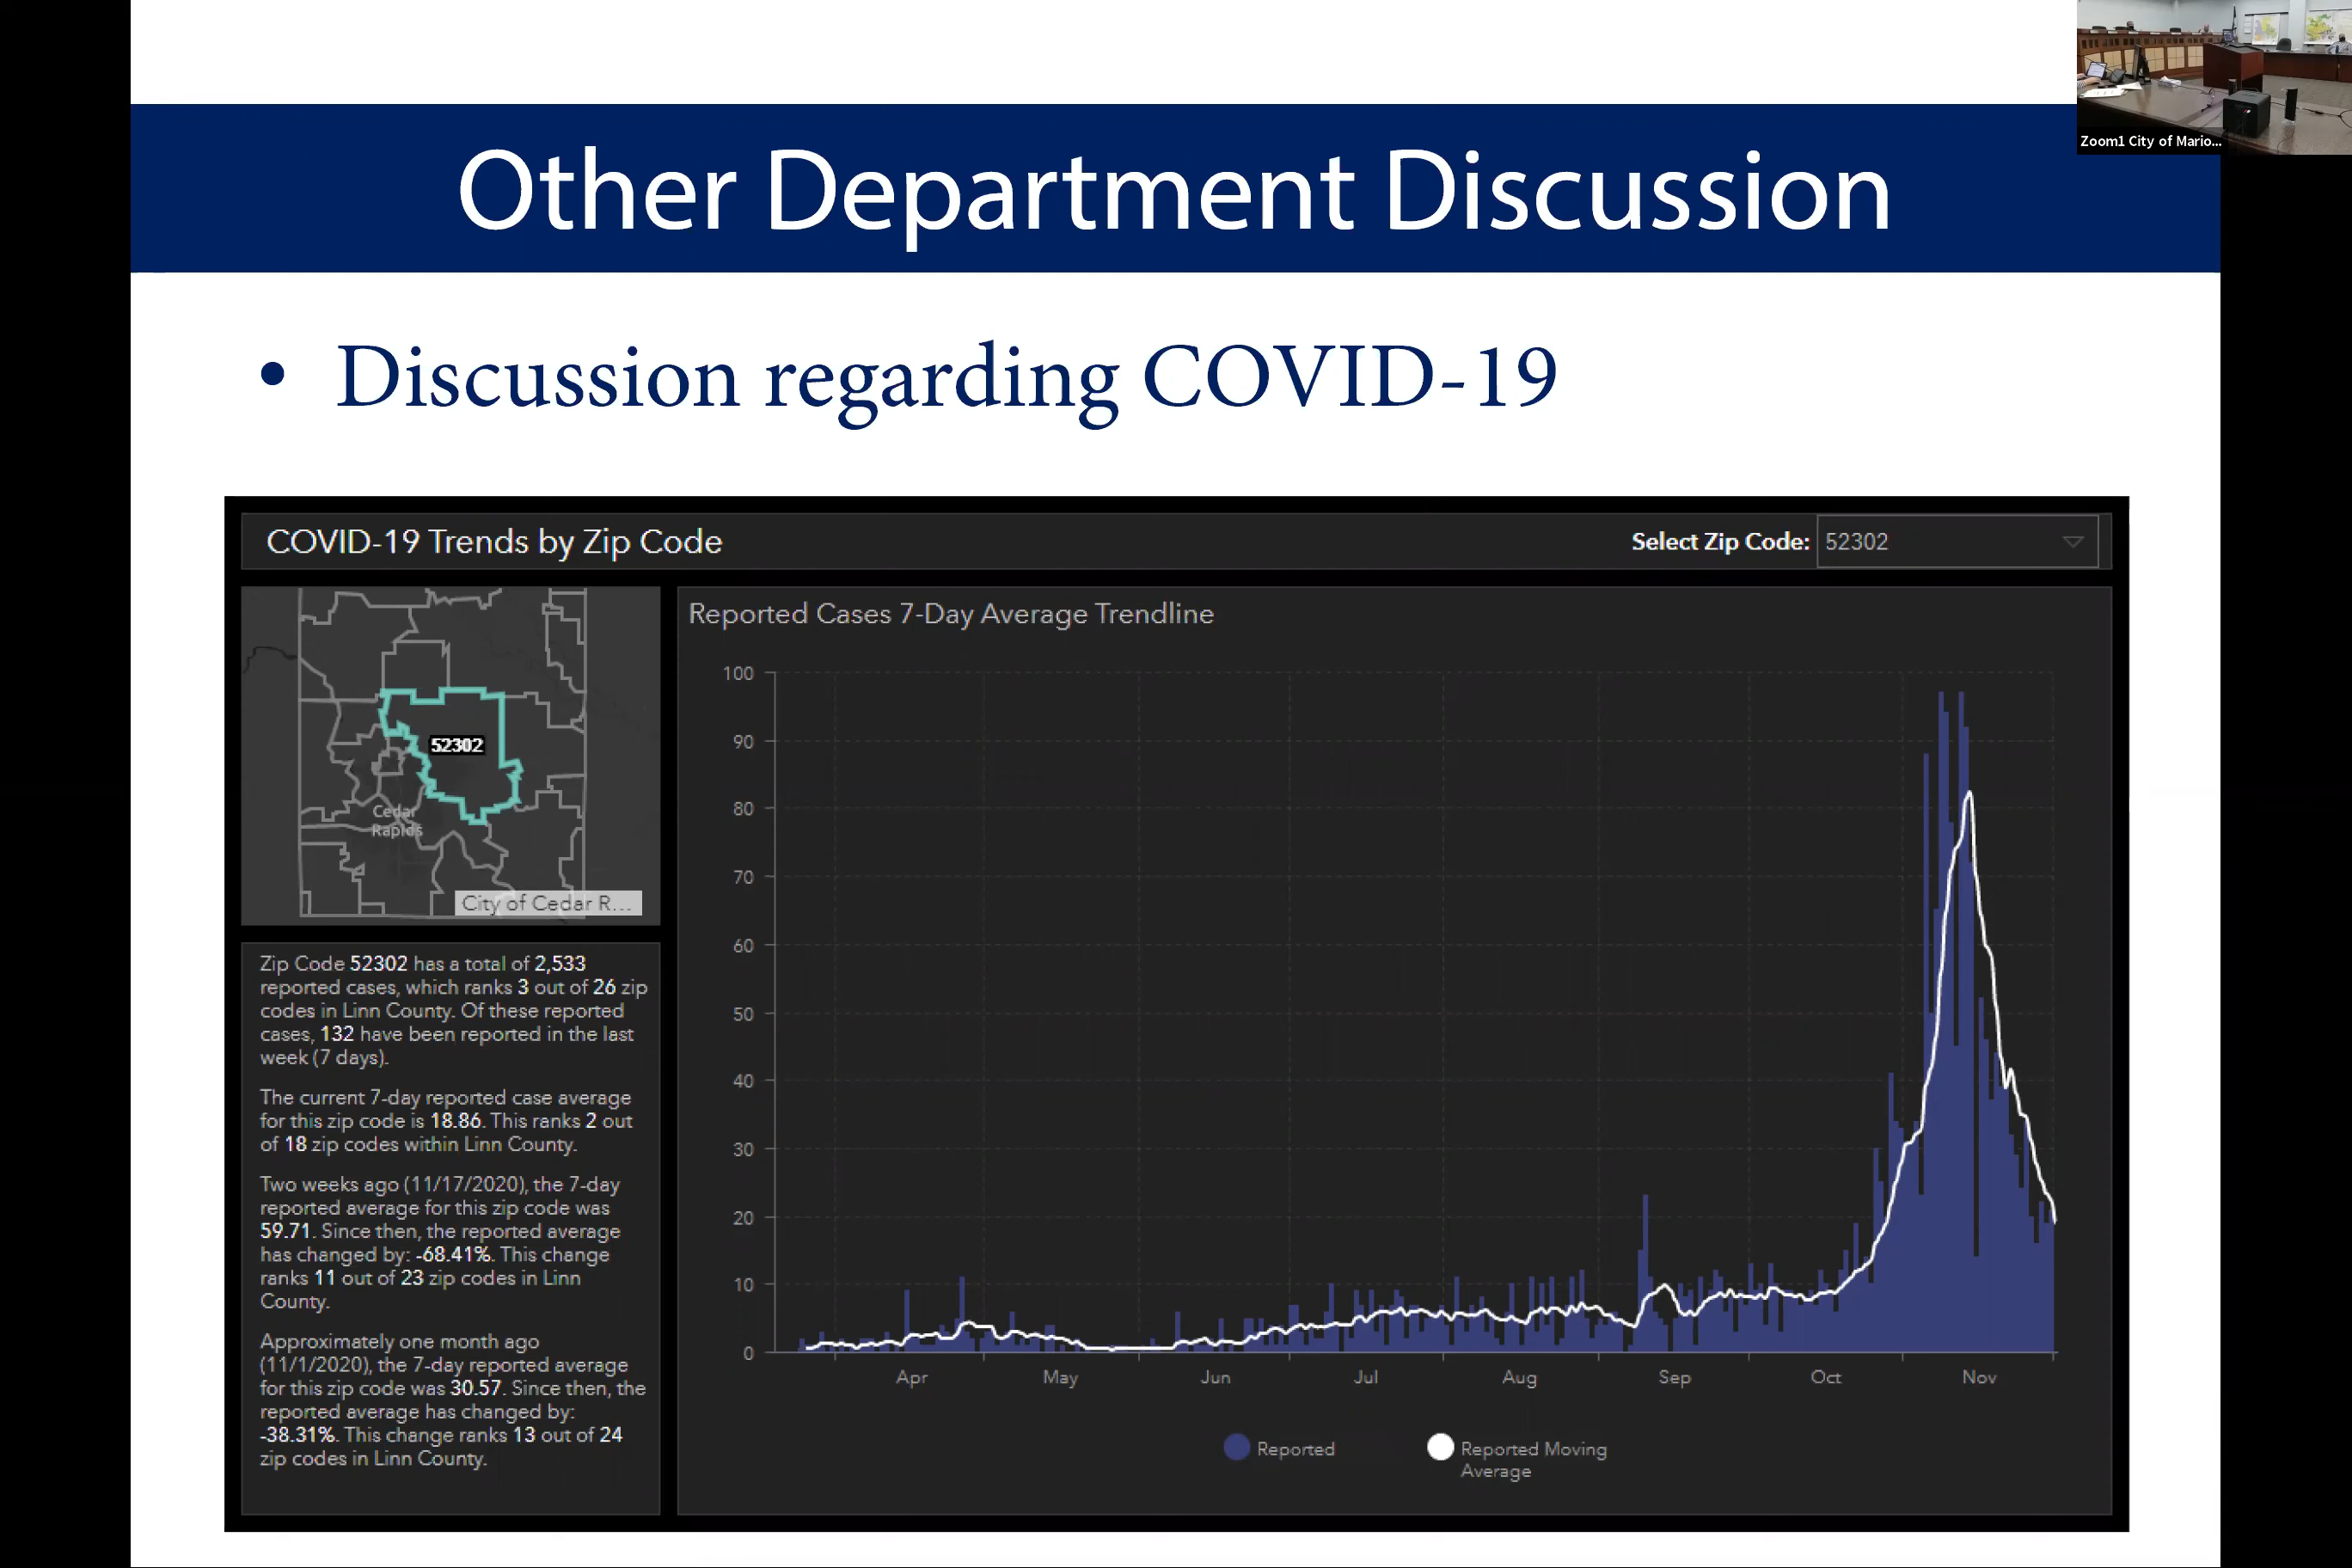 Zoom1 City of Mario...
Other Department Discussion
• Discussion regarding COVID-19
COVID-19 Trends by Zip Code
Select Zip Code: 52302
52302
Cedar
Rapids
City of Cedar R...
Zip Code 52302 has a total of 2,533
reported cases, which ranks 3 out of 26 zip
codes in Linn County. Of these reported
cases, 132 have been reported in the last
week (7 days).
The current 7-day reported case average
for this zip code is 18.86. This ranks 2 out
of 18 zip codes within Linn County.
Two weeks ago (11/17/2020), the 7-day
reported average for this zip code was
59.71. Since then, the reported average
has changed by: -68.41%. This change
ranks 11 out of 23 zip codes in Linn
County.
Approximately one month ago
(11/1/2020), the 7-day reported average
for this zip code was 30.57. Since then, the
reported average has changed by:
-38.31%. This change ranks 13 out of 24
zip codes in Linn County.
Reported Cases 7-Day Average Trendline
100
90
80
70
60
50
40
30
20
10
0
Apr May Jun Jul Aug Sep Oct Nov
Reported
Reported Moving
Average